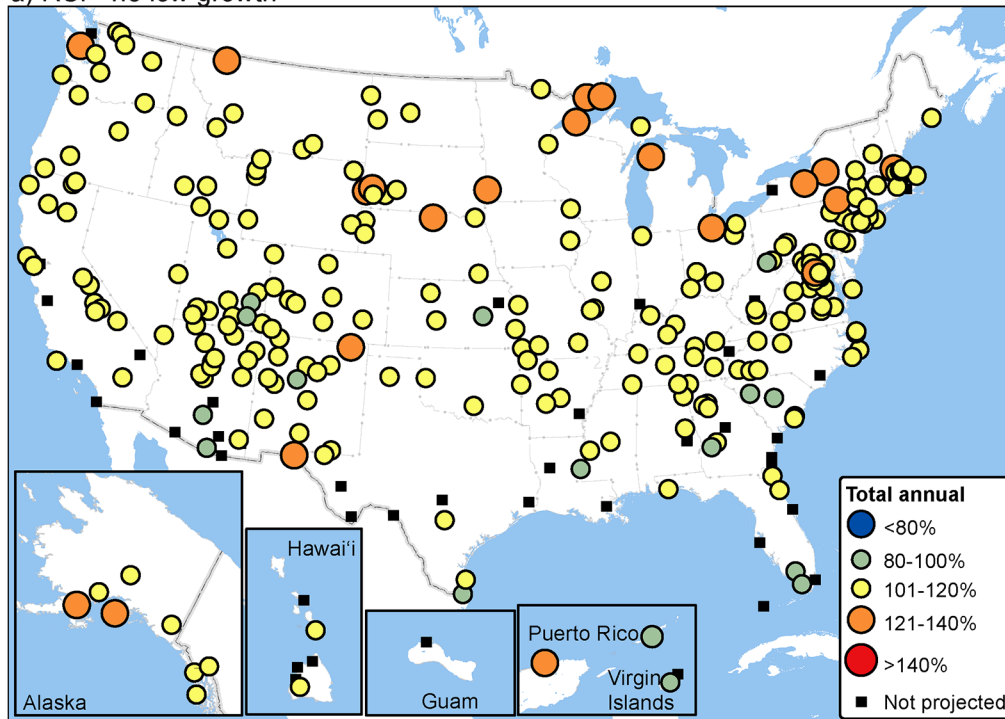 Total annual
<80%
80-100%
101-120%
121-140%
>140%
Not projected
Hawaiʻi
Puerto Rico
Virgin
Islands
Guam
Alaska